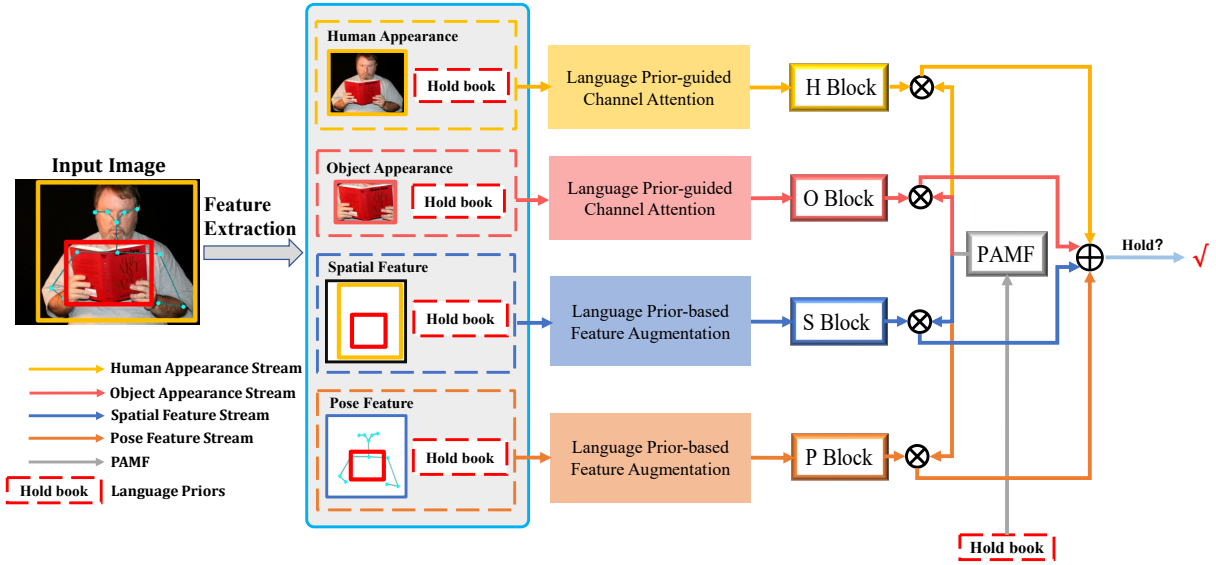 Input Image
Feature
Extraction
Human Appearance
Hold book
Object Appearance
Hold book
Spatial Feature
Hold book
Pose Feature
Hold book
Language Prior-guided
Channel Attention
Language Prior-guided
Channel Attention
Language Prior-based
Feature Augmentation
Language Prior-based
Feature Augmentation
H Block
O Block
S Block
P Block
PAMF
Hold?
√
Hold book
Human Appearance Stream
Object Appearance Stream
Spatial Feature Stream
Pose Feature Stream
PAMF
Hold book
Language Priors